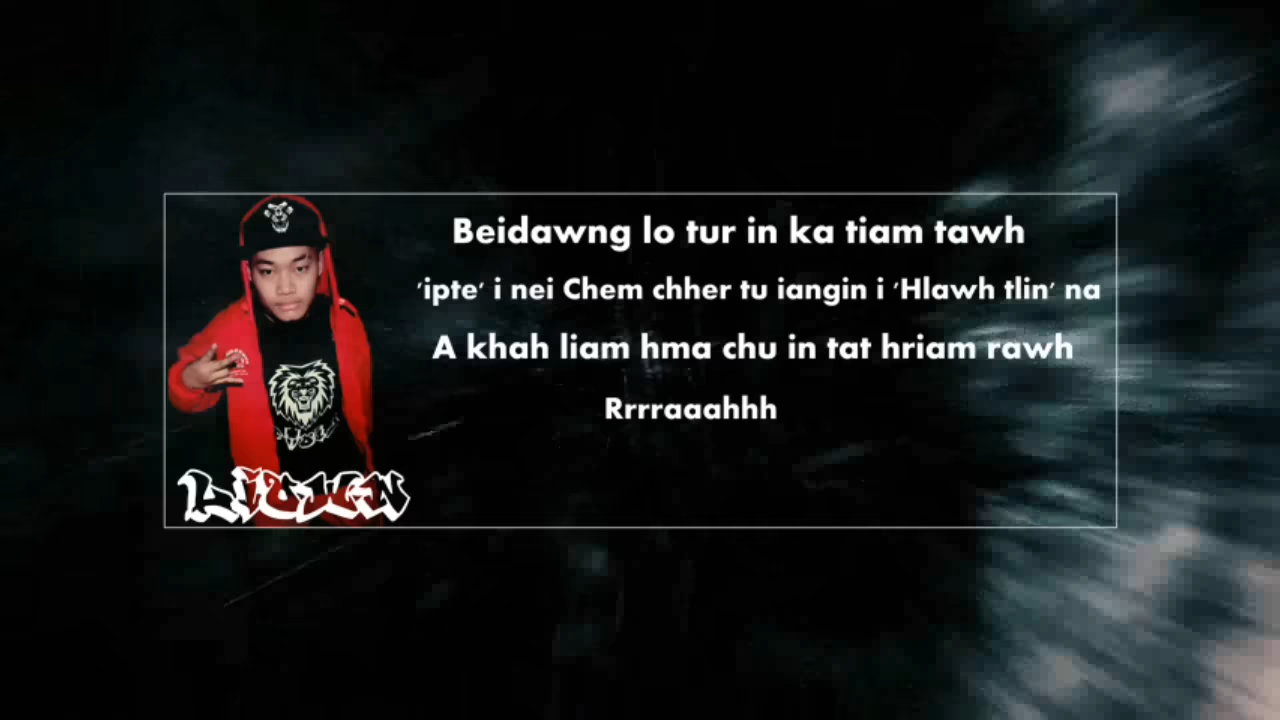 Beidawng lo tur in ka tiam tawh
'ipte' i nei Chem chher tu iangin i 'Hlawh tlin' na
A khah liam hma chu in tat hriam rawh
Rrrraaahhh